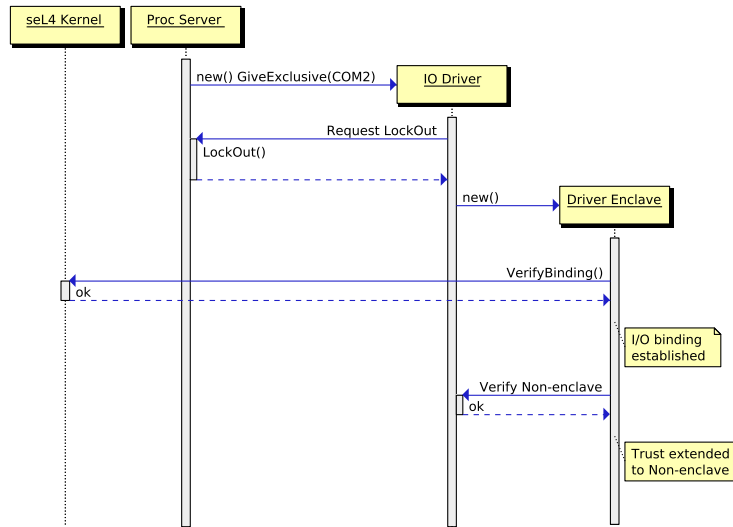 seL4 Kernel
Proc Server
new() GiveExclusive(COM2)
IO Driver
Request LockOut
LockOut()
new()
Driver Enclave
VerifyBinding()
ok
I/O binding
established
Verify Non-enclave
ok
Trust extended
to Non-enclave